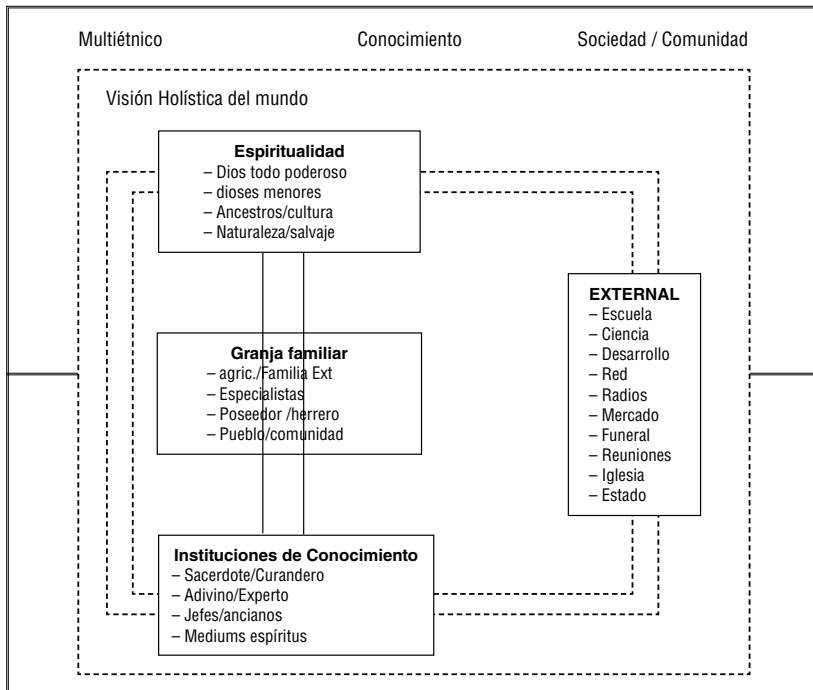 Multiétnico Conocimiento Sociedad / Comunidad
Visión Holística del mundo
Espiritualidad
– Dios todo poderoso
– dioses menores
– Ancestros/cultura
– Naturaleza/salvaje
Granja familiar
– agric./Familia Ext
– Especialistas
– Poseedor /herrero
– Pueblo/comunidad
Instituciones de Conocimiento
– Sacerdote/Curandero
– Adivino/Experto
– Jefes/ancianos
– Mediums espíritus
EXTERNAL
– Escuela
– Ciencia
– Desarrollo
– Red
– Radios
– Mercado
– Funeral
– Reuniones
– Iglesia
– Estado